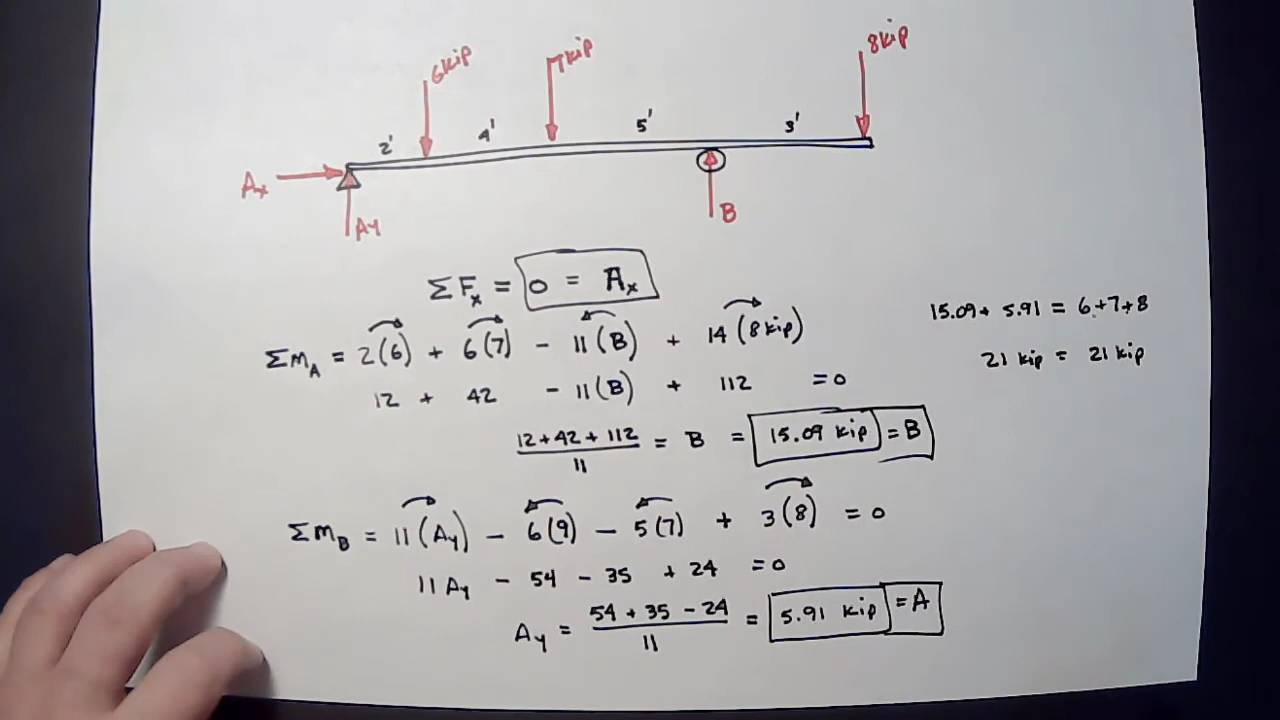 6kip 7kip 8kip
2' 4' 5' 3'
Ax
Ay
B
ΣFx = 0 = Ax
ΣMA = 2(6) + 6(7) - 11(B) + 14(8kip)
12 + 42 - 11(B) + 112 = 0
12+42+112 / 11 = B = 15.09 kip = B
ΣMB = 11(Ay) - 6(9) - 5(7) + 3(8) = 0
11Ay - 54 - 35 + 24 = 0
Ay = 54 + 35 - 24 / 11 = 5.91 kip = A
15.09 + 5.91 = 6+7+8
21 kip = 21 kip